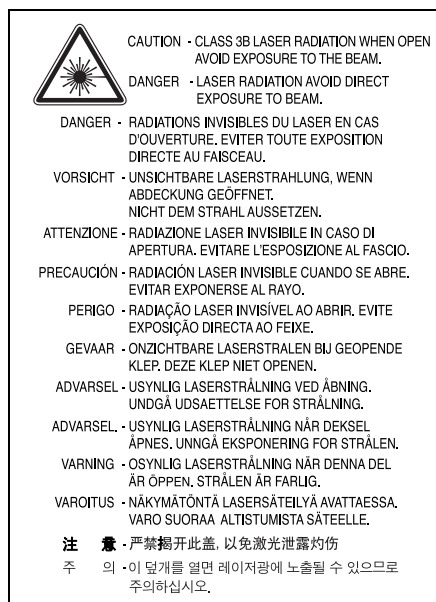 CAUTION - CLASS 3B LASER RADIATION WHEN OPEN
AVOID EXPOSURE TO THE BEAM.
DANGER - LASER RADIATION AVOID DIRECT
EXPOSURE TO BEAM.
DANGER - RADIATIONS INVISIBLES DU LASER EN CAS
D'OUVERTURE. EVITER TOUTE EXPOSITION
DIRECTE AU FAISCEAU.
VORSICHT - UNSICHTBARE LASERSTRAHLUNG, WENN
ABDECKUNG GEÖFFNET.
NICHT DEM STRAHL AUSSETZEN.
ATTENZIONE - RADIAZIONE LASER INVISIBILE IN CASO DI
APERTURA. EVITARE L'ESPOSIZIONE AL FASCIO.
PRECAUCIÓN - RADIACIÓN LASER INVISIBLE CUANDO SE ABRE.
EVITAR EXPONERSE AL RAYO.
PERIGO - RADIAÇÃO LASER INVISÍVEL AO ABRIR. EVITE
EXPOSIÇÃO DIRECTA AO FEIXE.
GEVAAR - ONZICHTBARE LASERSTRALEN BIJ GEOPENDE
KLEP. DEZE KLEP NIET OPENEN.
ADVARSEL - USYNLIG LASERSTRÅLNING VED ÅBNING.
UNDGÅ UDSAETTELSE FOR STRÅLNING.
ADVARSEL. - USYNLIG LASERSTRÅLNING NÅR DEKSEL
ÅPNES. UNNGÅ EKSPONERING FOR STRÅLEN.
VARNING - OSYNLIG LASERSTRÅLNING NÄR DENNA DEL
ÄR ÖPPEN. STRÅLEN ÄR FARLIG.
VAROITUS - NÄKYMÄTÖNTÄ LASERSÄTEILYÄ AVATTAESSA.
VARO SUORAA ALTISTUMISTA SÄTEELLE.
注 意 - 严禁揭开此盖, 以免激光泄露灼伤
주 의 - 이 덮개를 열면 레이저광에 노출될 수 있으므로
주의하십시오.